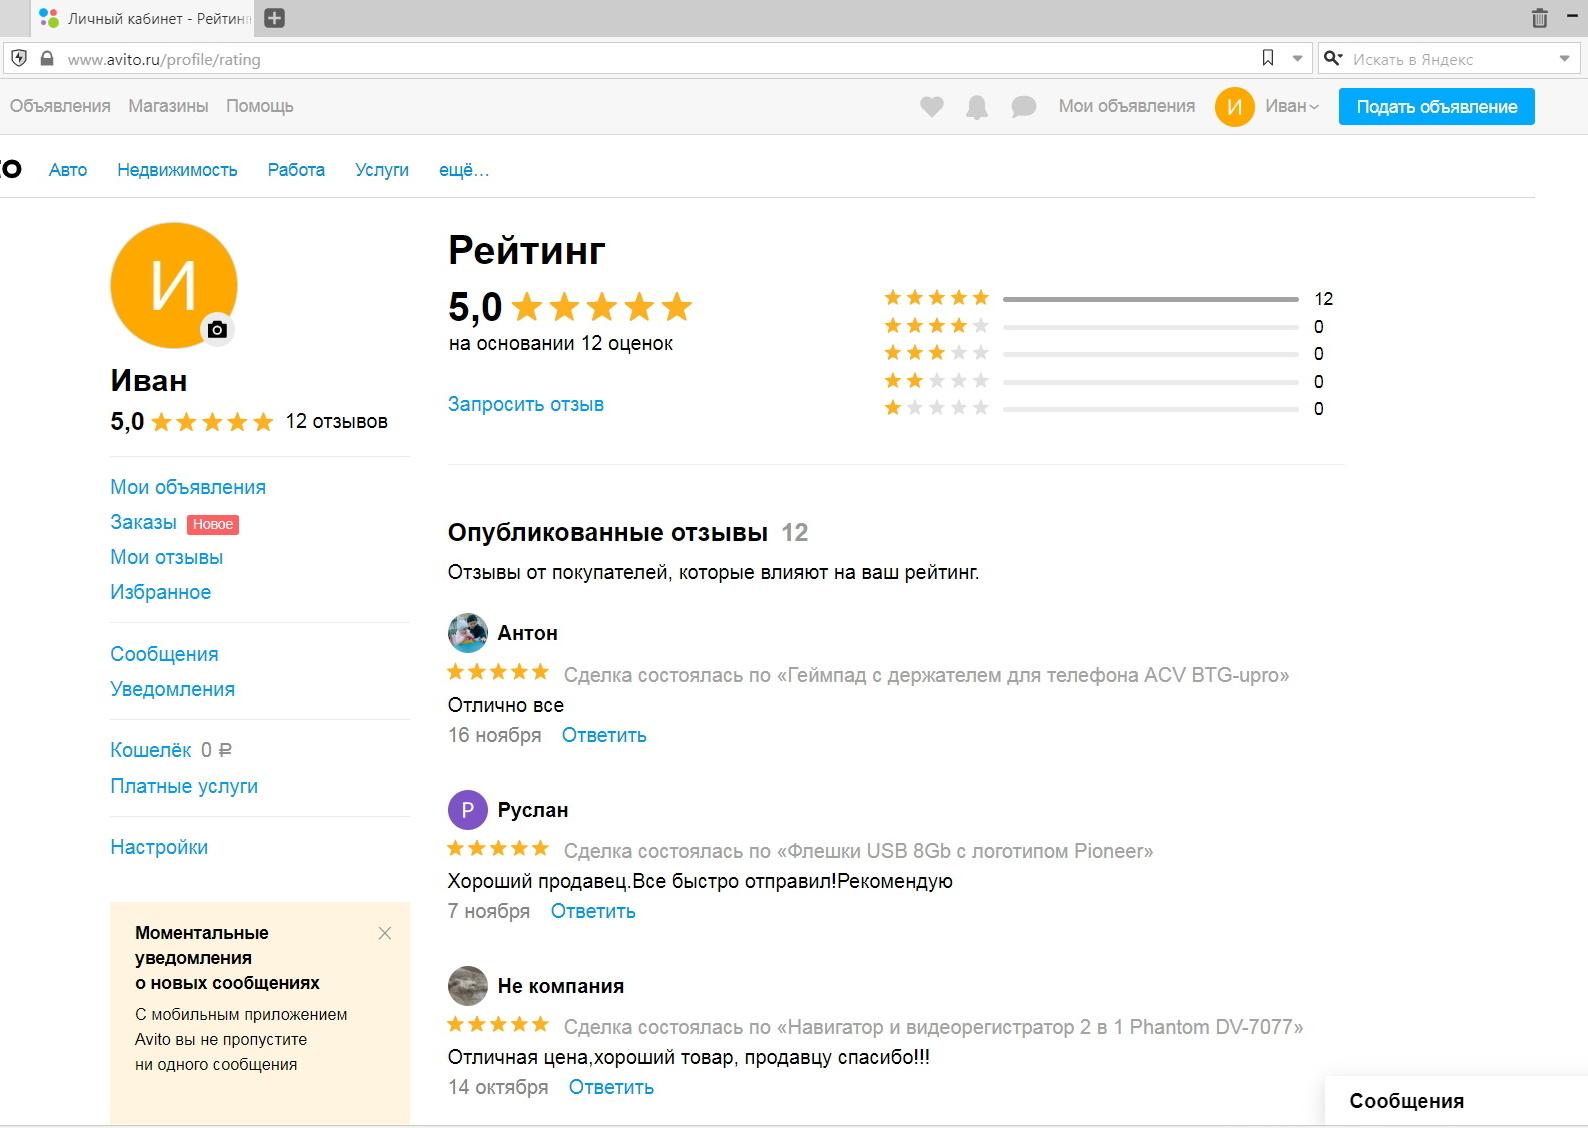 Личный кабинет - Рейтинг
www.avito.ru/profile/rating
Искать в Яндекс
Объявления Магазины Помощь
Мои объявления И Иван Подать объявление
Авто Недвижимость Работа Услуги ещё...
И
Иван
5,0 12 отзывов
Мои объявления
Заказы Новое
Мои отзывы
Избранное
Сообщения
Уведомления
Кошелёк 0 ₽
Платные услуги
Настройки
Моментальные
уведомления
о новых сообщениях
С мобильным приложением
Avito вы не пропустите
ни одного сообщения
Рейтинг
5,0
на основании 12 оценок
Запросить отзыв
12
0
0
0
0
Опубликованные отзывы 12
Отзывы от покупателей, которые влияют на ваш рейтинг.
Антон
Сделка состоялась по «Геймпад с держателем для телефона ACV BTG-upro»
Отлично все
16 ноября Ответить
Р Руслан
Сделка состоялась по «Флешки USB 8Gb с логотипом Pioneer»
Хороший продавец.Все быстро отправил!Рекомендую
7 ноября Ответить
Не компания
Сделка состоялась по «Навигатор и видеорегистратор 2 в 1 Phantom DV-7077»
Отличная цена,хороший товар, продавцу спасибо!!!
14 октября Ответить
Сообщения